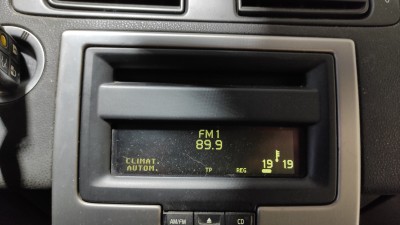 FM1
89.9
CLIMAT.
AUTOM.
TP REG 19 19
AM/FM CD